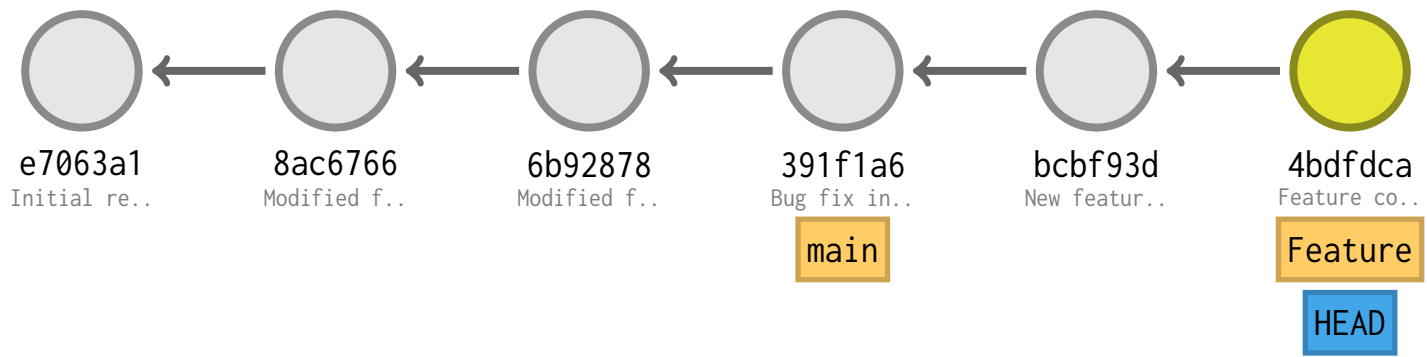 e7063a1 8ac6766 6b92878 391f1a6 bcbf93d 4bdfdca
Initial re.. Modified f.. Modified f.. Bug fix in.. New featur.. Feature co..
main Feature
HEAD